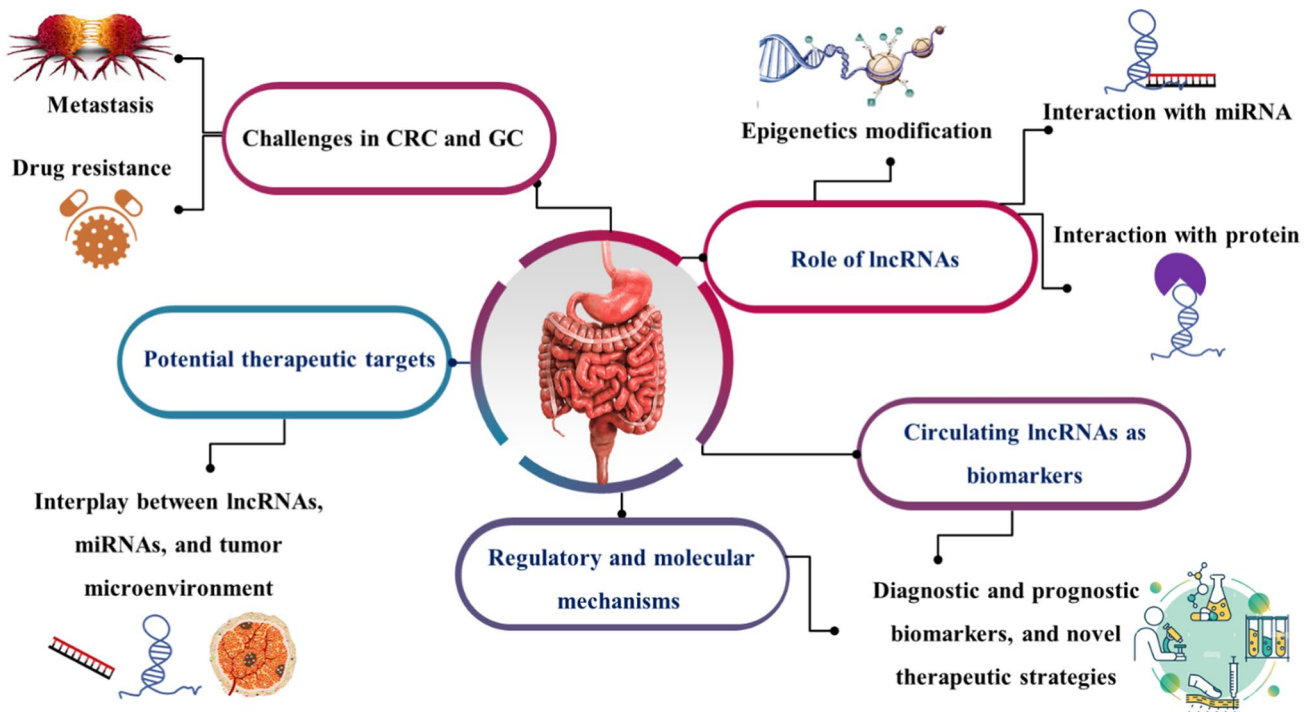 Metastasis
Drug resistance
Challenges in CRC and GC
Epigenetics modification
Interaction with miRNA
Interaction with protein
Role of lncRNAs
Potential therapeutic targets
Interplay between lncRNAs,
miRNAs, and tumor
microenvironment
Regulatory and molecular
mechanisms
Circulating lncRNAs as
biomarkers
Diagnostic and prognostic
biomarkers, and novel
therapeutic strategies